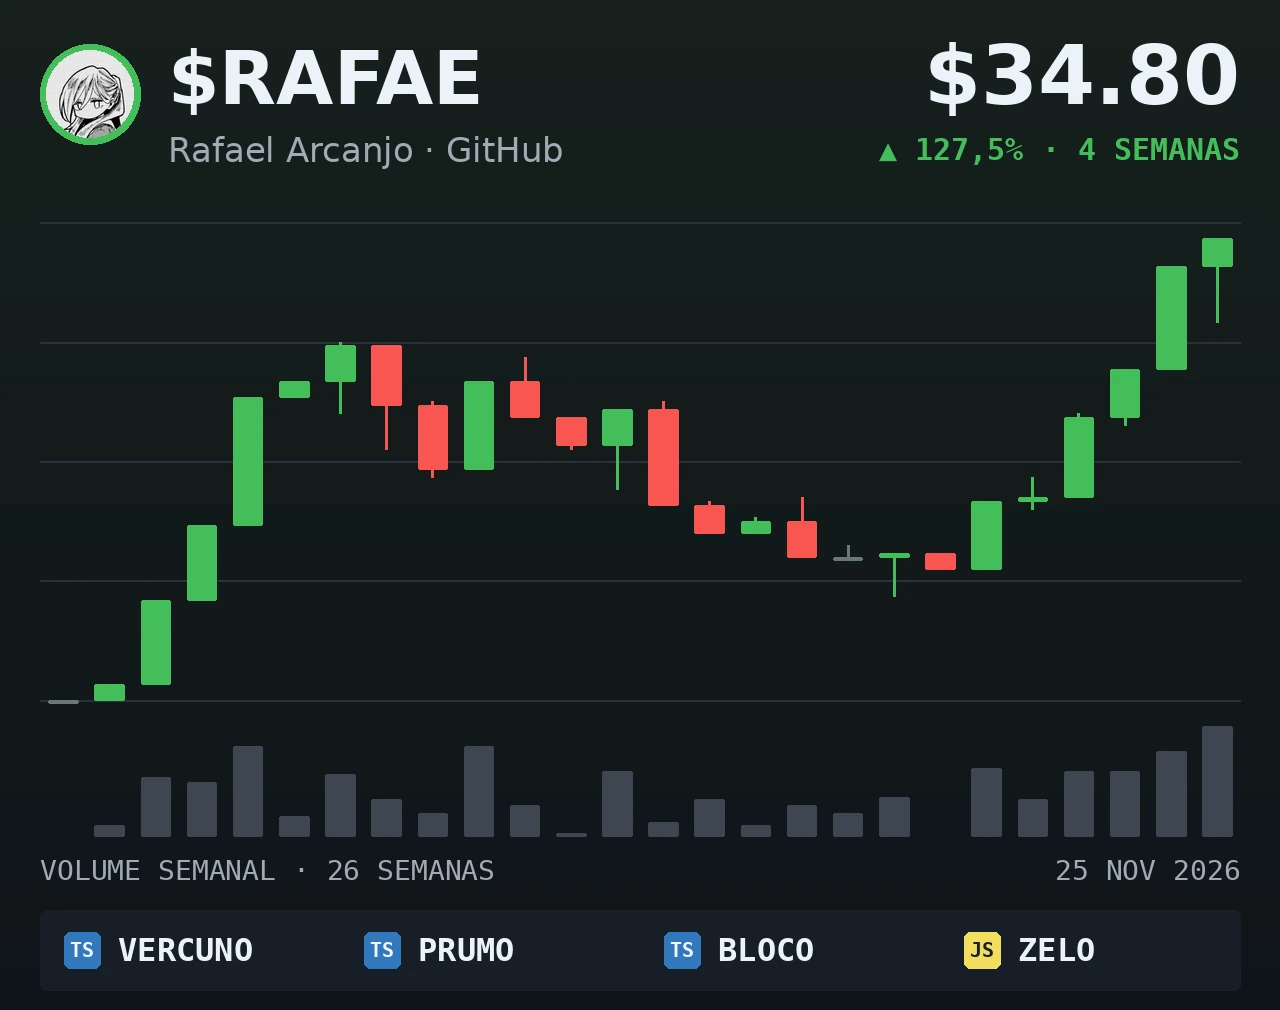 $RAFAE
$34.80
Rafael Arcanjo · GitHub
▲ 127,5% · 4 SEMANAS
VOLUME SEMANAL · 26 SEMANAS
25 NOV 2026
TS VERCUNO
TS PRUMO
TS BLOCO
JS ZELO